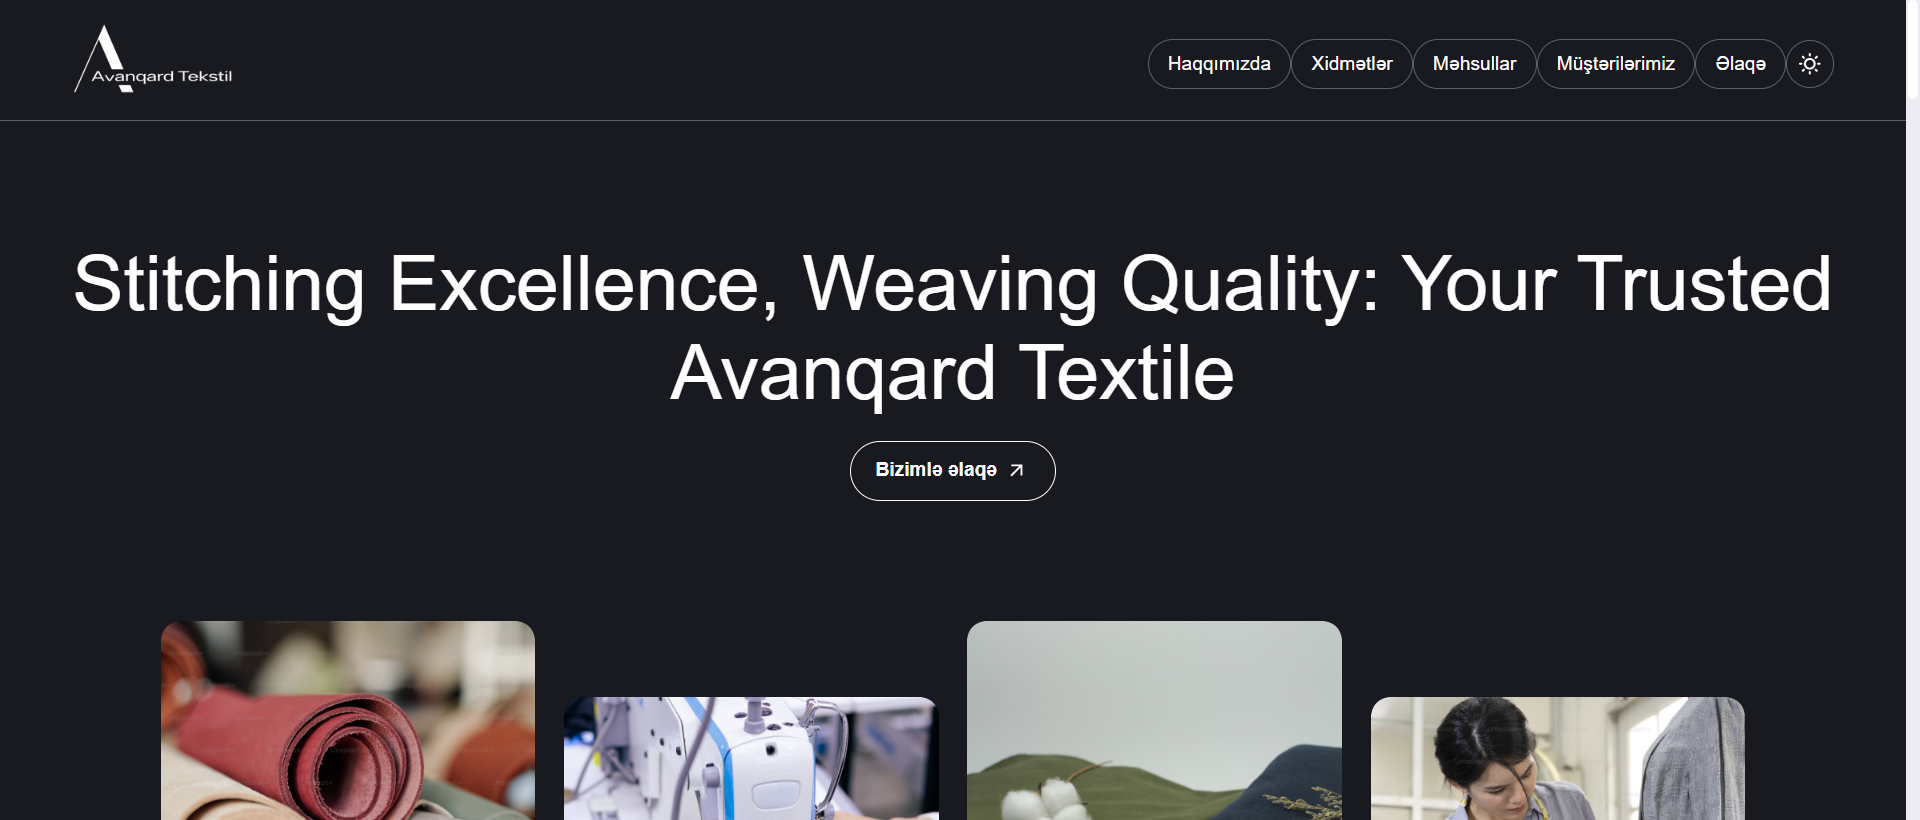 Avanqard Tekstil
Haqqımızda Xidmətlər Məhsullar Müştərilərimiz Əlaqə
Stitching Excellence, Weaving Quality: Your Trusted
Avanqard Textile
Bizimlə əlaqə